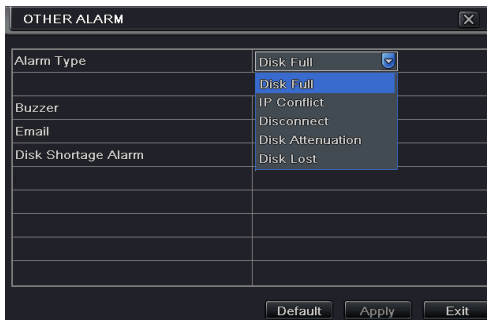 OTHER ALARM
Alarm Type
Disk Full
Disk Full
IP Conflict
Disconnect
Disk Attenuation
Disk Lost
Buzzer
Email
Disk Shortage Alarm
Default
Apply
Exit